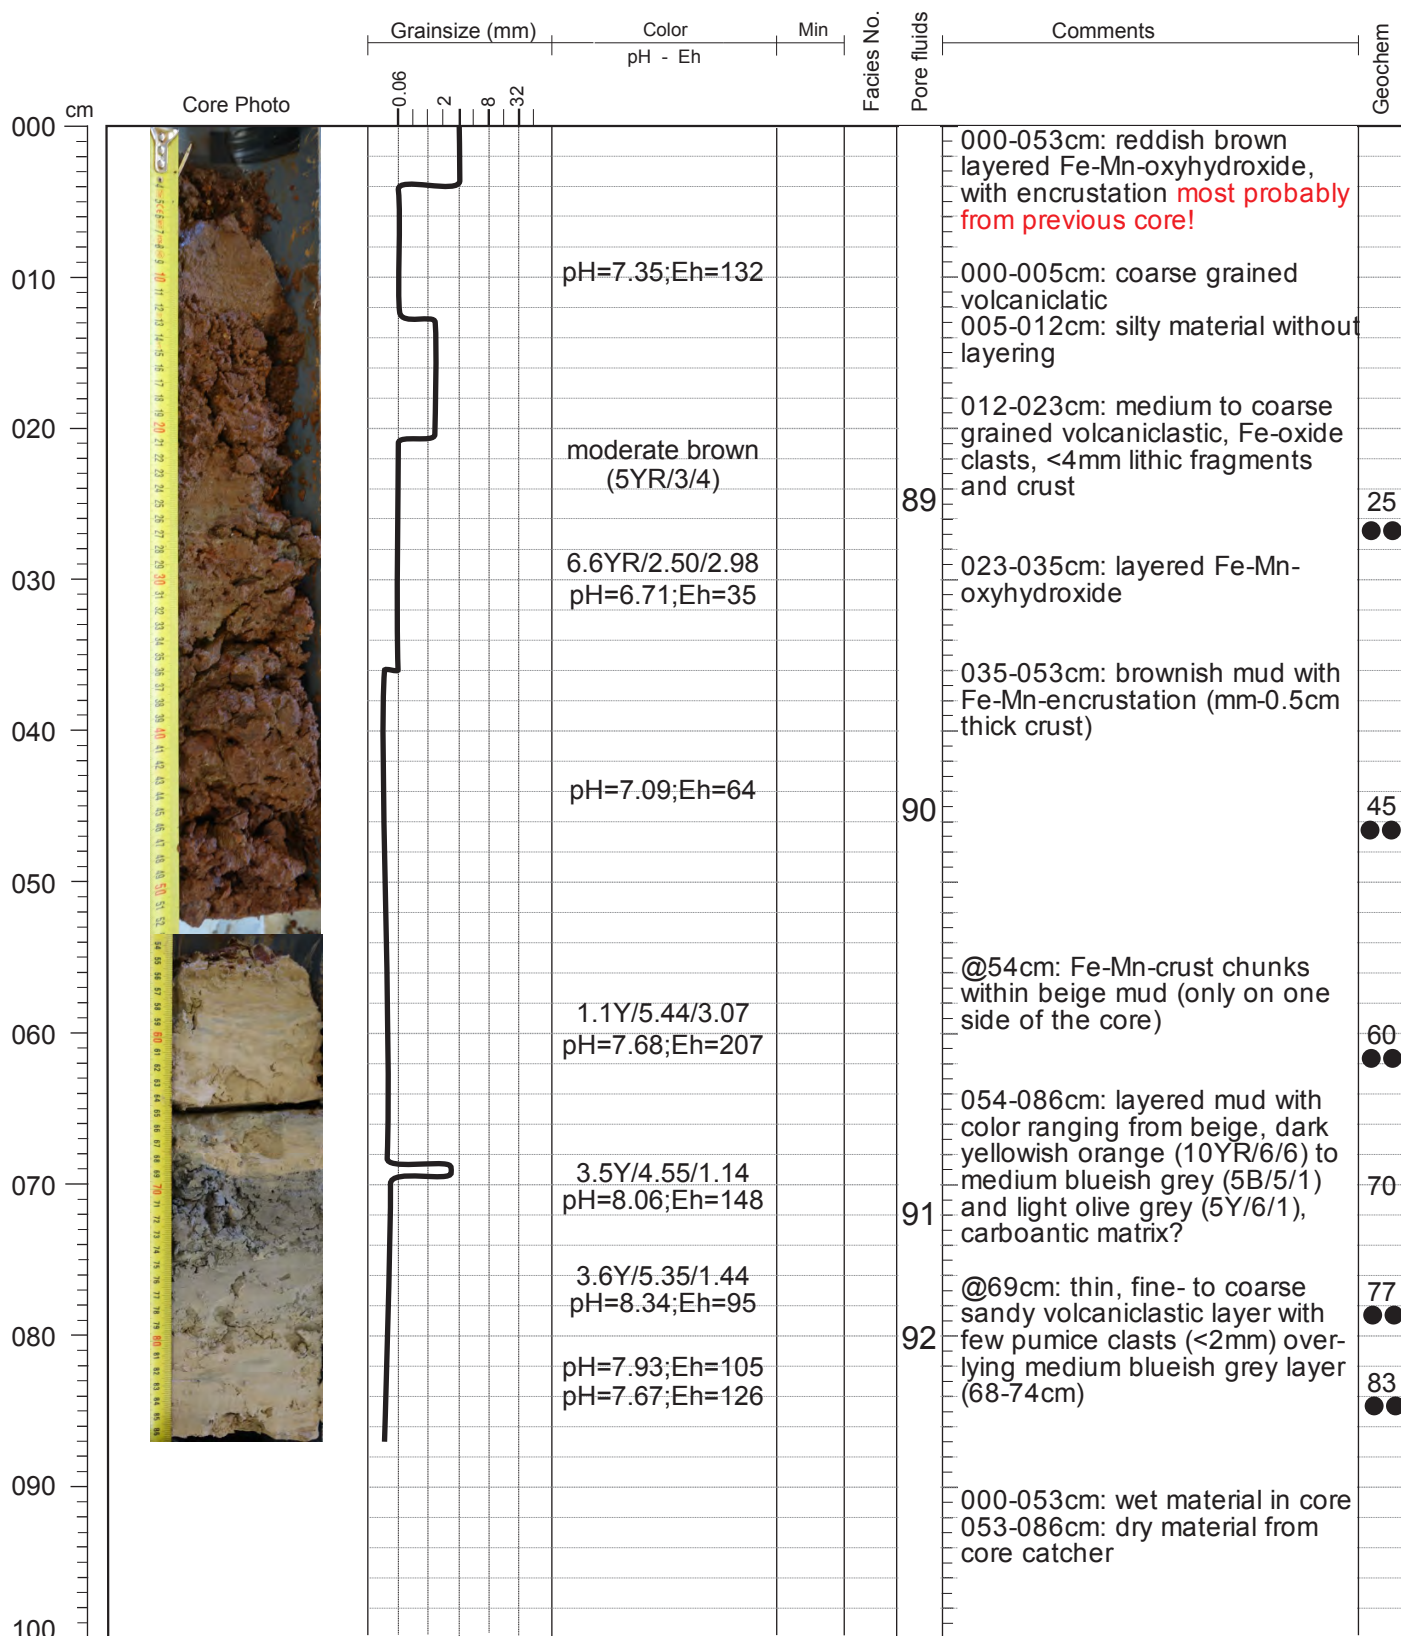 Grainsize (mm)
Color
Min
pH - Eh
Facies No.
Pore fluids
Comments
Geochem
cm
Core Photo
0.06
2
8
32
000
010
020
030
040
050
060
070
080
090
100
pH=7.35;Eh=132
moderate brown
(5YR/3/4)
6.6YR/2.50/2.98
pH=6.71;Eh=35
pH=7.09;Eh=64
1.1Y/5.44/3.07
pH=7.68;Eh=207
3.5Y/4.55/1.14
pH=8.06;Eh=148
3.6Y/5.35/1.44
pH=8.34;Eh=95
pH=7.93;Eh=105
pH=7.67;Eh=126
89
90
91
92
000-053cm: reddish brown
layered Fe-Mn-oxyhydroxide,
with encrustation most probably
from previous core!
000-005cm: coarse grained
volcaniclatic
005-012cm: silty material without
layering
012-023cm: medium to coarse
grained volcaniclastic, Fe-oxide
clasts, <4mm lithic fragments
and crust
023-035cm: layered Fe-Mn-
oxyhydroxide
035-053cm: brownish mud with
Fe-Mn-encrustation (mm-0.5cm
thick crust)
@54cm: Fe-Mn-crust chunks
within beige mud (only on one
side of the core)
054-086cm: layered mud with
color ranging from beige, dark
yellowish orange (10YR/6/6) to
medium blueish grey (5B/5/1)
and light olive grey (5Y/6/1),
carboantic matrix?
@69cm: thin, fine- to coarse
sandy volcaniclastic layer with
few pumice clasts (<2mm) over-
lying medium blueish grey layer
(68-74cm)
000-053cm: wet material in core
053-086cm: dry material from
core catcher
25
45
60
70
77
83